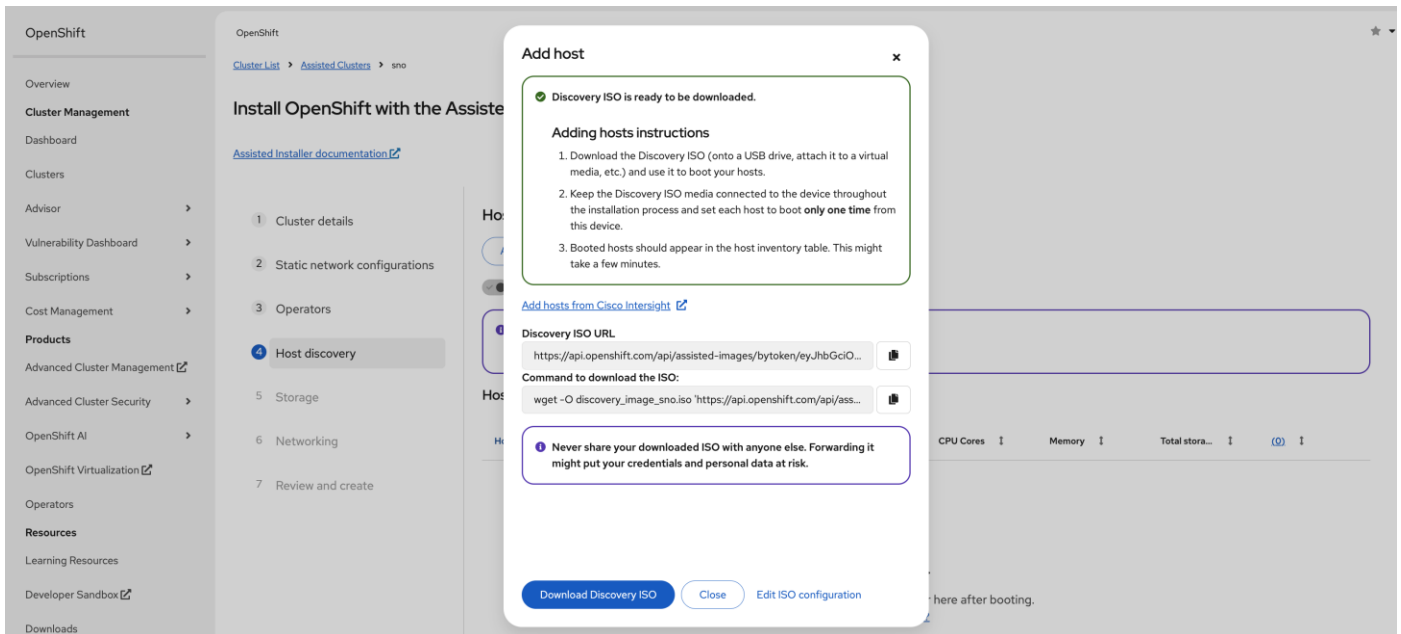 OpenShift
Overview
Cluster Management
Dashboard
Clusters
Advisor
Vulnerability Dashboard
Subscriptions
Cost Management
Products
Advanced Cluster Management
Advanced Cluster Security
OpenShift AI
OpenShift Virtualization
Operators
Resources
Learning Resources
Developer Sandbox
Downloads
OpenShift
Cluster List > Assisted Clusters > sno
Install OpenShift with the Assiste
Assisted Installer documentation
1 Cluster details
2 Static network configurations
3 Operators
4 Host discovery
5 Storage
6 Networking
7 Review and create
Add host
Discovery ISO is ready to be downloaded.
Adding hosts instructions
1. Download the Discovery ISO (onto a USB drive, attach it to a virtual
media, etc.) and use it to boot your hosts.
2. Keep the Discovery ISO media connected to the device throughout
the installation process and set each host to boot only one time from
this device.
3. Booted hosts should appear in the host inventory table. This might
take a few minutes.
Add hosts from Cisco Intersight
Discovery ISO URL
https://api.openshift.com/api/assisted-images/bytoken/eyJhbGciO...
Command to download the ISO:
wget -O discovery_image_sno.iso 'https://api.openshift.com/api/ass...
Never share your downloaded ISO with anyone else. Forwarding it
might put your credentials and personal data at risk.
Download Discovery ISO
Close
Edit ISO configuration
CPU Cores
Memory
Total stora...
(0)
here after booting.